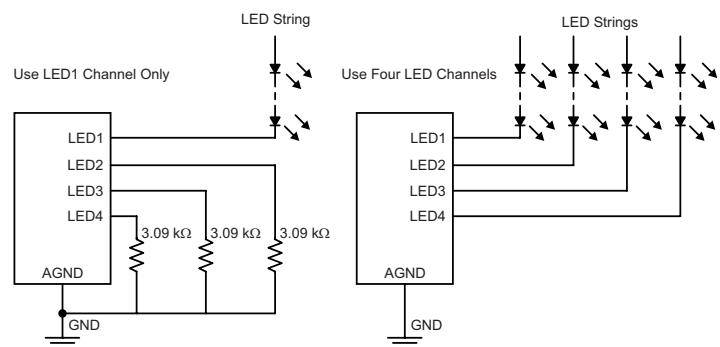 LED String
Use LED1 Channel Only
LED1
LED2
LED3
LED4
3.09 kΩ 3.09 kΩ 3.09 kΩ
AGND
GND
LED Strings
Use Four LED Channels
LED1
LED2
LED3
LED4
AGND
GND